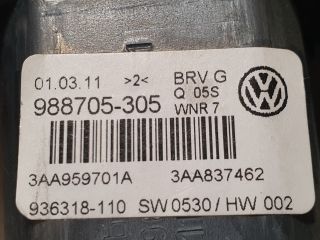 01.03.11 >2< BRV G
988705-305 Q 05S
WNR 7
3AA959701A 3AA837462
936318-110 SW 0530 / HW 002